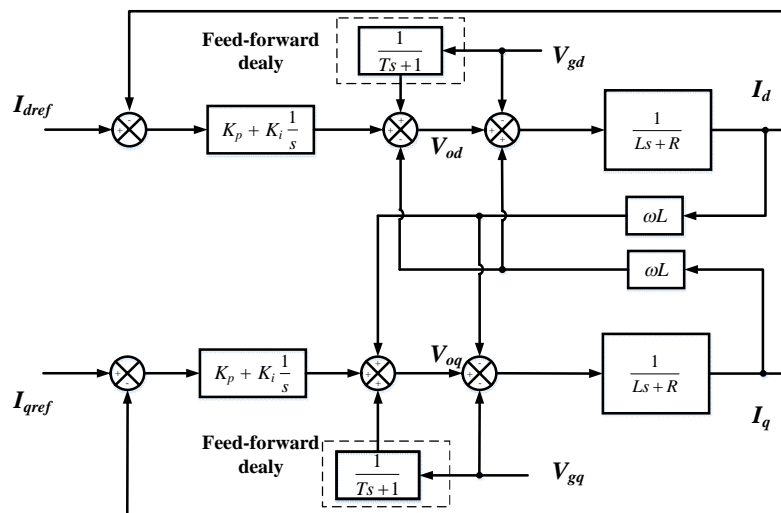 Feed-forward
dealy
1
Ts + 1
V_gd
I_dref
I_d
K_p + K_i 1/s
V_od
1
Ls + R
ωL
ωL
K_p + K_i 1/s
V_oq
1
Ls + R
I_qref
I_q
Feed-forward
dealy
1
Ts + 1
V_gq